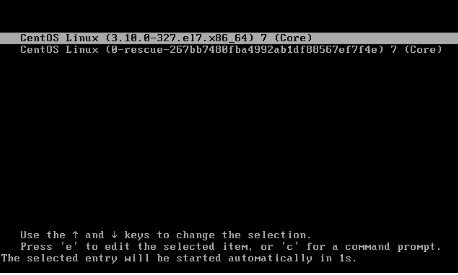 CentOS Linux (3.10.0-327.el7.x86_64) 7 (Core)
CentOS Linux (0-rescue-267bb7480fba4992ab1df88567ef7f4e) 7 (Core)
Use the ↑ and ↓ keys to change the selection.
Press 'e' to edit the selected item, or 'c' for a command prompt.
The selected entry will be started automatically in 1s.